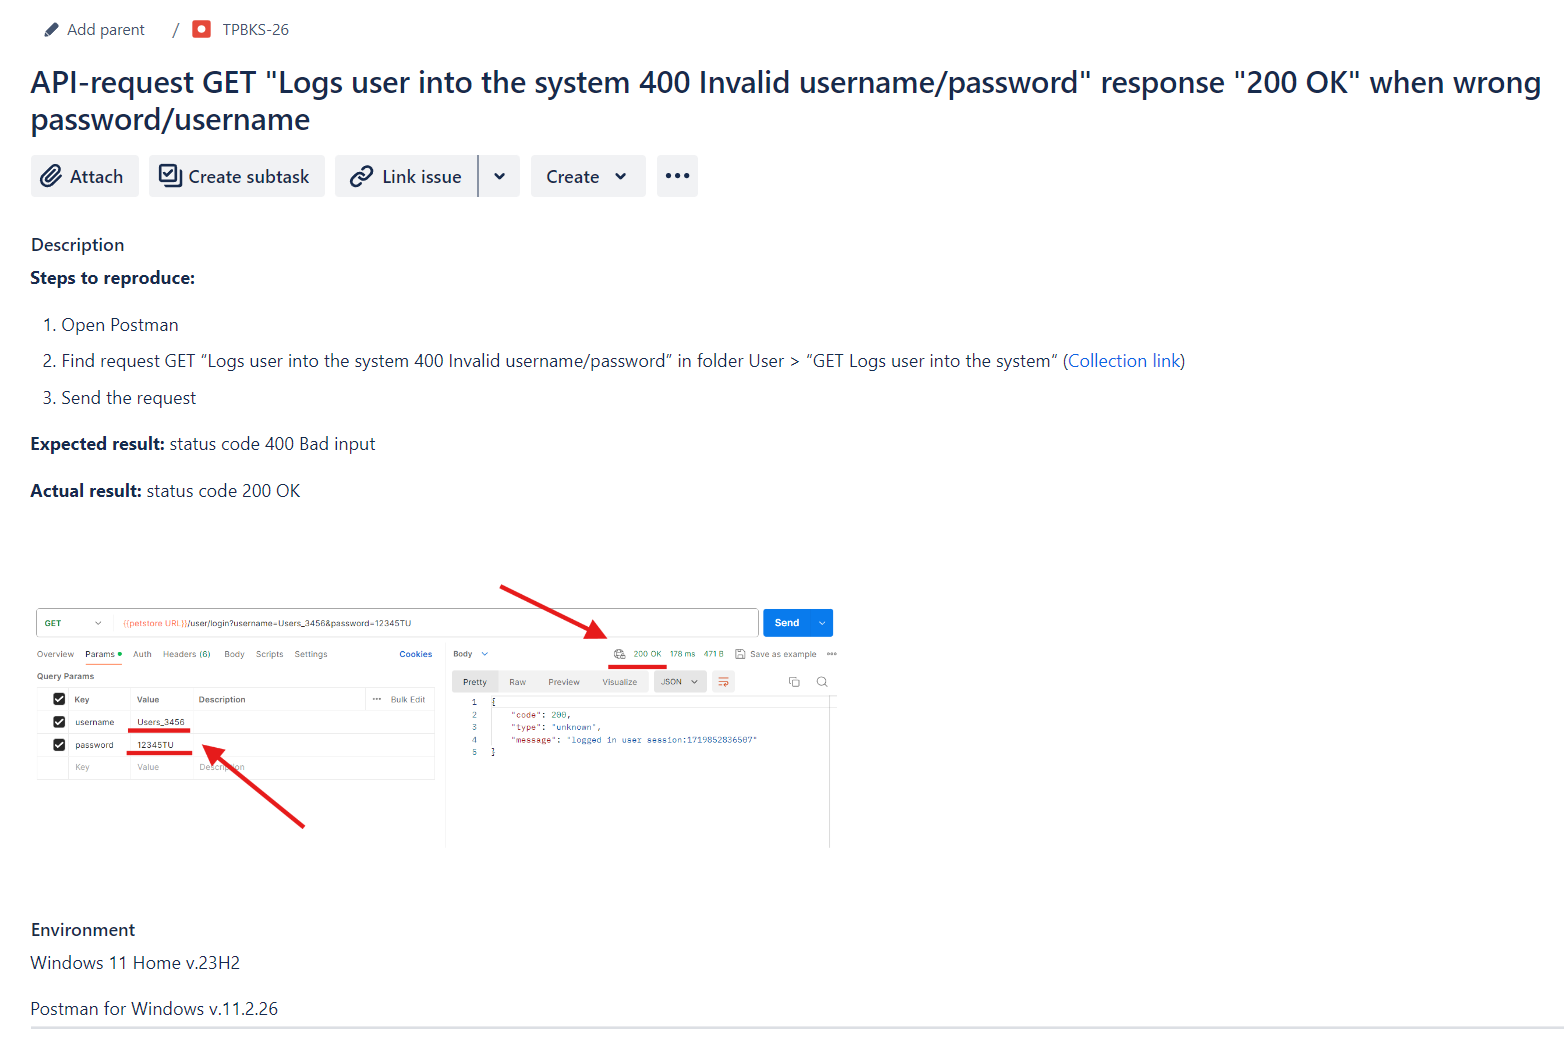 Add parent / TPBKS-26
API-request GET "Logs user into the system 400 Invalid username/password" response "200 OK" when wrong
password/username
Attach Create subtask Link issue Create •••
Description
Steps to reproduce:
1. Open Postman
2. Find request GET “Logs user into the system 400 Invalid username/password” in folder User > “GET Logs user into the system” (Collection link)
3. Send the request
Expected result: status code 400 Bad input
Actual result: status code 200 OK
GET {{petstore URL}}/user/login?username=Users_3456&password=12345TU Send
Overview Params Auth Headers (6) Body Scripts Settings Cookies
Query Params
Key Value Description ••• Bulk Edit
username Users_3456
password 12345TU
Key Value Description
Body 200 OK 178 ms 471 B Save as example •••
Pretty Raw Preview Visualize JSON
1 {
2 "code": 200,
3 "type": "unknown",
4 "message": "logged in user session:1719852836507"
5 }
Environment
Windows 11 Home v.23H2
Postman for Windows v.11.2.26